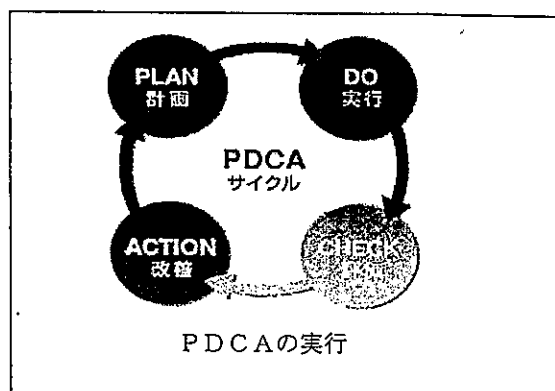 PLAN
計画
DO
実行
PDCA
サイクル
ACTION
改善
CHECK
PDCAの実行